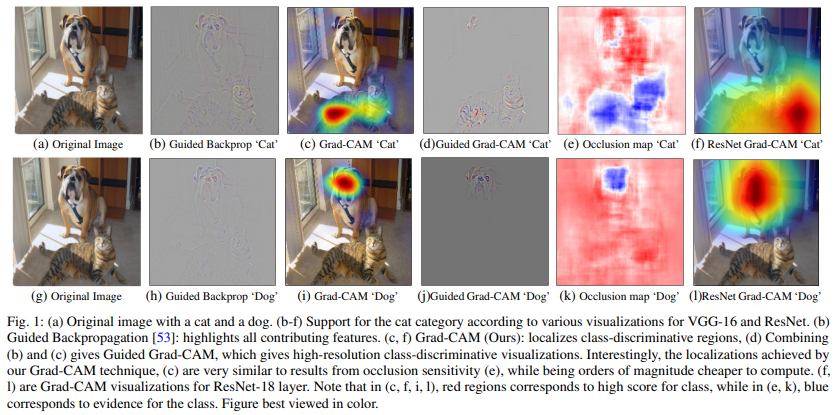 (a) Original Image (b) Guided Backprop ‘Cat’ (c) Grad-CAM ‘Cat’ (d)Guided Grad-CAM ‘Cat’ (e) Occlusion map ‘Cat’ (f) ResNet Grad-CAM ‘Cat’
(g) Original Image (h) Guided Backprop ‘Dog’ (i) Grad-CAM ‘Dog’ (j)Guided Grad-CAM ‘Dog’ (k) Occlusion map ‘Dog’ (l)ResNet Grad-CAM ‘Dog’
Fig. 1: (a) Original image with a cat and a dog. (b-f) Support for the cat category according to various visualizations for VGG-16 and ResNet. (b)
Guided Backpropagation [53]: highlights all contributing features. (c, f) Grad-CAM (Ours): localizes class-discriminative regions, (d) Combining
(b) and (c) gives Guided Grad-CAM, which gives high-resolution class-discriminative visualizations. Interestingly, the localizations achieved by
our Grad-CAM technique, (c) are very similar to results from occlusion sensitivity (e), while being orders of magnitude cheaper to compute. (f,
l) are Grad-CAM visualizations for ResNet-18 layer. Note that in (c, f, i, l), red regions corresponds to high score for class, while in (e, k), blue
corresponds to evidence for the class. Figure best viewed in color.